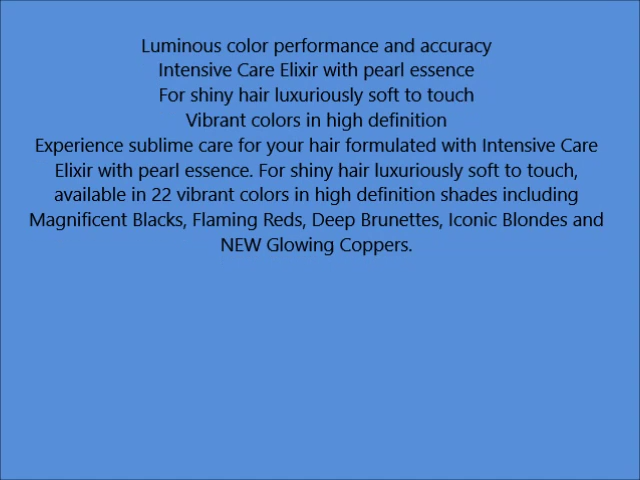 Luminous color performance and accuracy
Intensive Care Elixir with pearl essence
For shiny hair luxuriously soft to touch
Vibrant colors in high definition
Experience sublime care for your hair formulated with Intensive Care
Elixir with pearl essence. For shiny hair luxuriously soft to touch,
available in 22 vibrant colors in high definition shades including
Magnificent Blacks, Flaming Reds, Deep Brunettes, Iconic Blondes and
NEW Glowing Coppers.